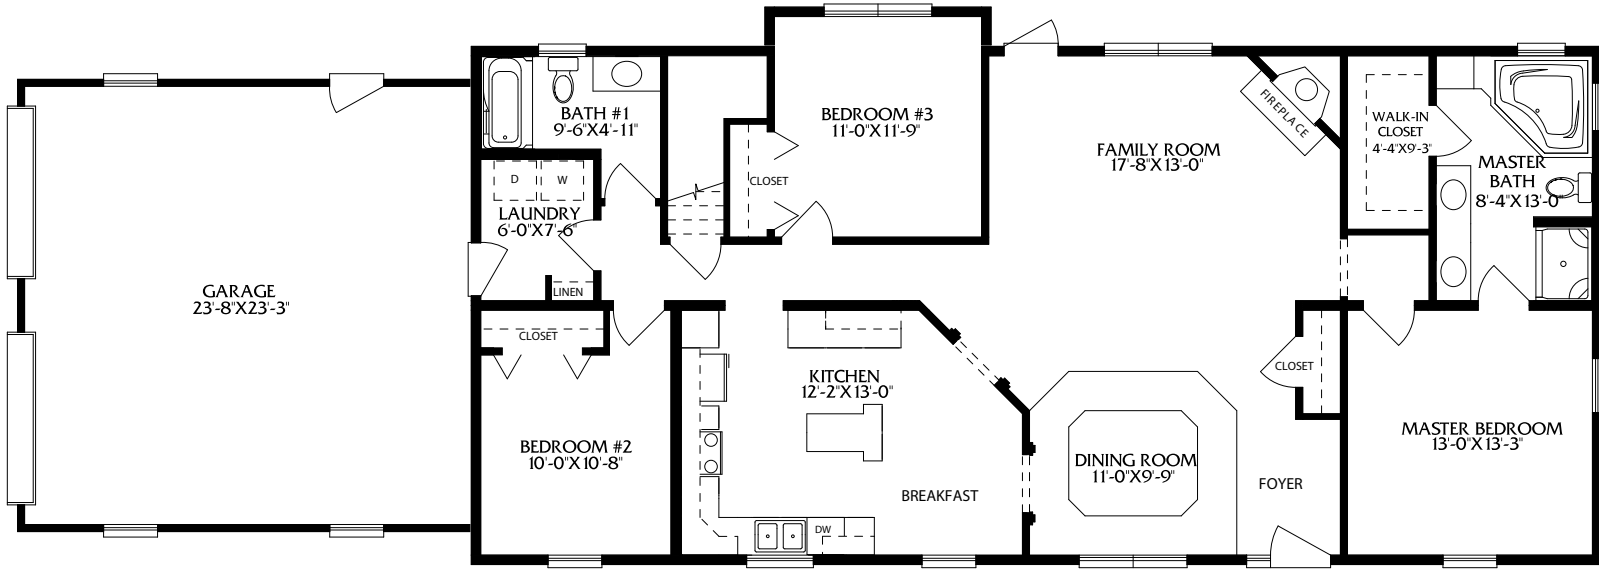 BATH #1
9'-6"X4'-11"
BEDROOM #3
11'-0"X11'-9"
FIREPLACE
WALK-IN
CLOSET
4'-4"X9'-3"
FAMILY ROOM
17'-8"X13'-0"
MASTER
BATH
8'-4"X13'-0"
D
W
CLOSET
LAUNDRY
6'-0"X7'-6"
GARAGE
23'-8"X23'-3"
LINEN
CLOSET
CLOSET
KITCHEN
12'-2"X13'-0"
BEDROOM #2
10'-0"X10'-8"
MASTER BEDROOM
13'-0"X13'-3"
DINING ROOM
11'-0"X9'-9"
FOYER
BREAKFAST
DW